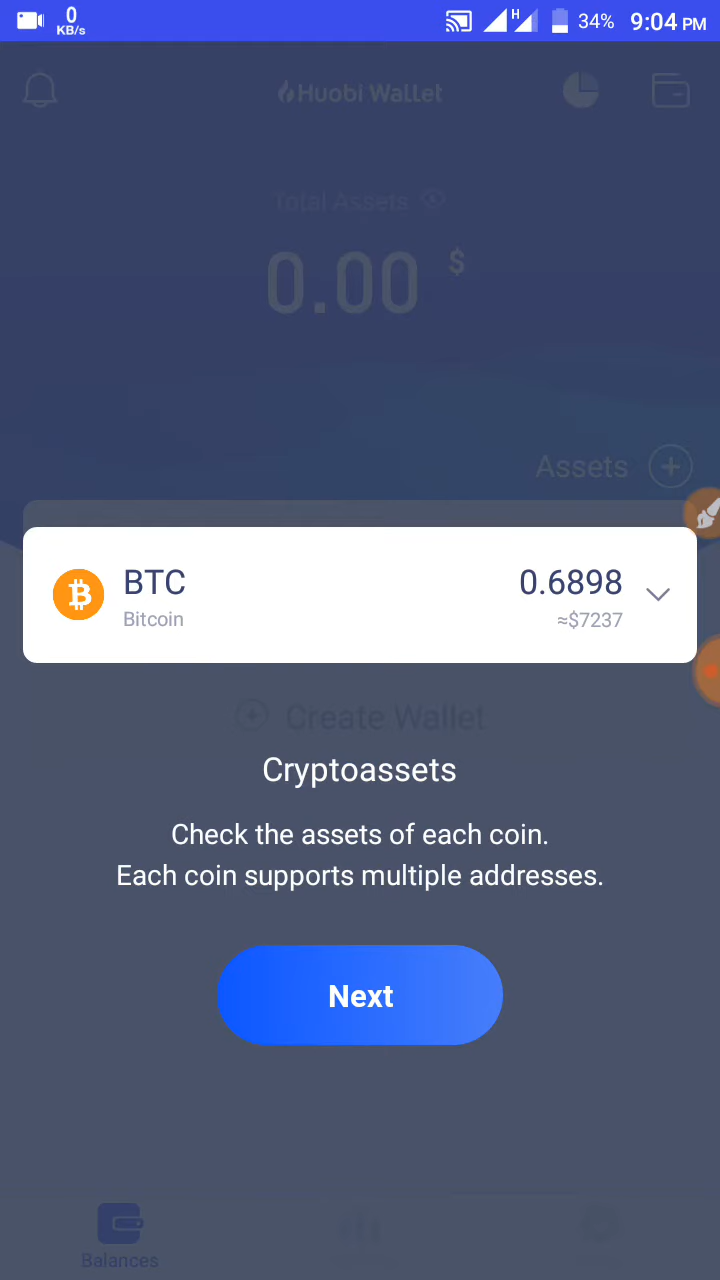 0
KB/s
H
34%
9:04 PM
Huobi Wallet
Total Assets
0.00 $
Assets
BTC
0.6898
Bitcoin
≈$7237
Create Wallet
Cryptoassets
Check the assets of each coin.
Each coin supports multiple addresses.
Next
Balances